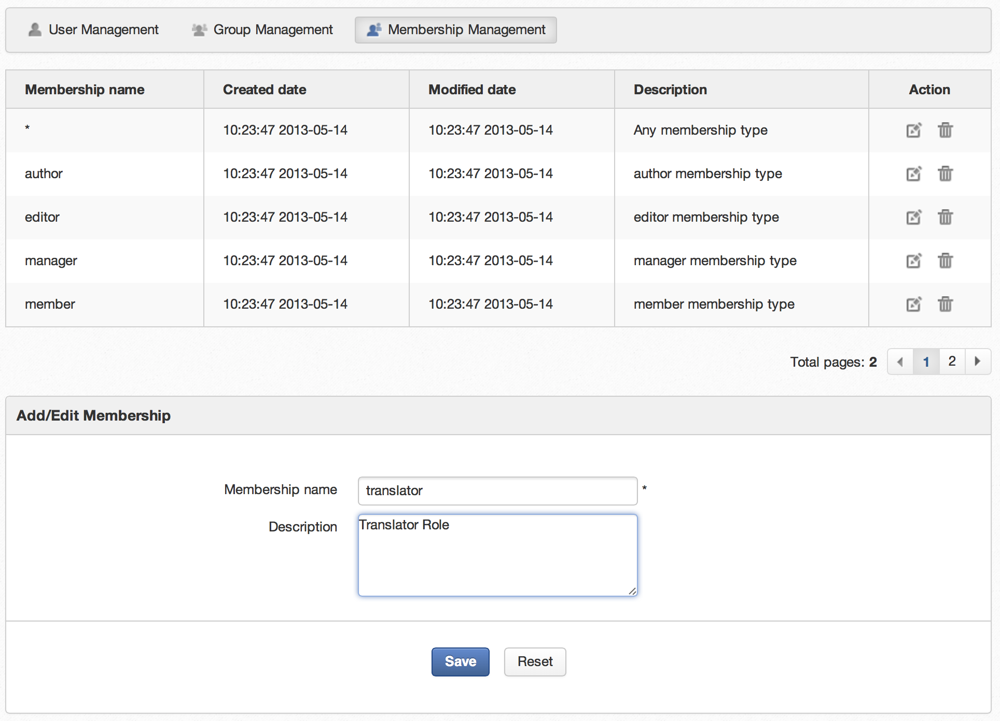 User Management Group Management Membership Management
Membership name Created date Modified date Description Action
* 10:23:47 2013-05-14 10:23:47 2013-05-14 Any membership type
author 10:23:47 2013-05-14 10:23:47 2013-05-14 author membership type
editor 10:23:47 2013-05-14 10:23:47 2013-05-14 editor membership type
manager 10:23:47 2013-05-14 10:23:47 2013-05-14 manager membership type
member 10:23:47 2013-05-14 10:23:47 2013-05-14 member membership type
Total pages: 2 1 2
Add/Edit Membership
Membership name translator *
Description Translator Role
Save Reset